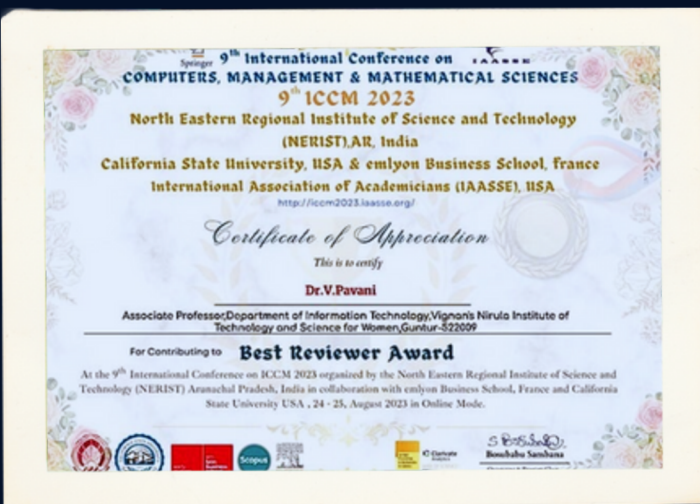 Springer 9th International Conference on IAASSE
COMPUTERS, MANAGEMENT & MATHEMATICAL SCIENCES
9th ICCM 2023
North Eastern Regional Institute of Science and Technology
(NERIST),AR, India
California State University, USA & emlyon Business School, france
International Association of Academicians (IAASSE), USA
http://iccm2023.iaasse.org/
Certificate of Appreciation
This is to certify
Dr.V.Pavani
Associate Professor,Department of Information Technology,Vignan's Nirula Institute of
Technology and Science for Women,Guntur-522009
For Contributing to Best Reviewer Award
At the 9th International Conference on ICCM 2023 organized by the North Eastern Regional Institute of Science and
Technology (NERIST) Arunachal Pradesh, India in collaboration with emlyon Business School, France and California
State University USA , 24 - 25, August 2023 in Online Mode.
Scopus
Clarivate
Analytics
Bosubabu Sambana